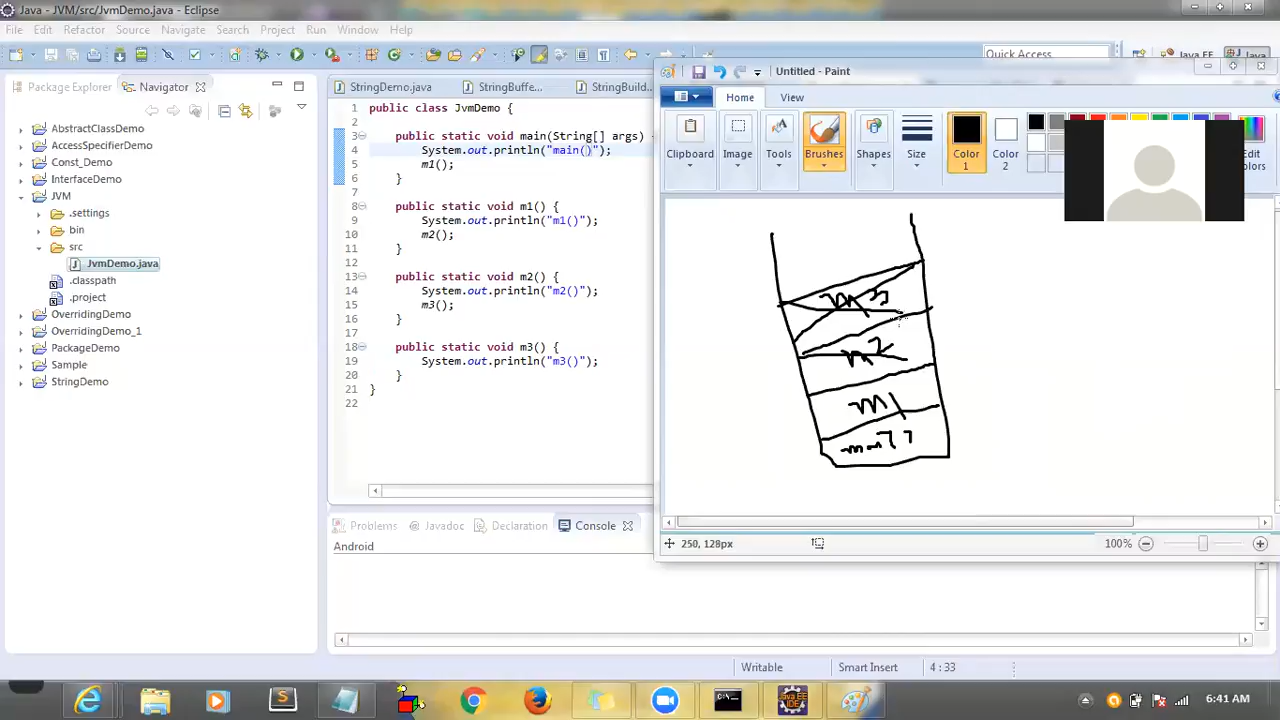 Java - JVM/src/JvmDemo.java - Eclipse
File Edit Refactor Source Navigate Search Project Run Window Help
Quick Access
Java EE Java
Package Explorer Navigator
AbstractClassDemo
AccessSpecifierDemo
Const_Demo
InterfaceDemo
JVM
.settings
bin
src
JvmDemo.java
.classpath
.project
OverridingDemo
OverridingDemo_1
PackageDemo
Sample
StringDemo
StringDemo.java StringBuffe... StringBuild...
1 public class JvmDemo {
2
3 public static void main(String[] args)
4 System.out.println("main()");
5 m1();
6 }
7
8 public static void m1() {
9 System.out.println("m1()");
10 m2();
11 }
12
13 public static void m2() {
14 System.out.println("m2()");
15 m3();
16 }
17
18 public static void m3() {
19 System.out.println("m3()");
20 }
21 }
22
Problems Javadoc Declaration Console
Android
Untitled - Paint
Home View
Clipboard Image Tools Brushes Shapes Size Color 1 Color 2 Edit
m3
m2
m1
250, 128px
100%
Writable Smart Insert 4 : 33
6:41 AM